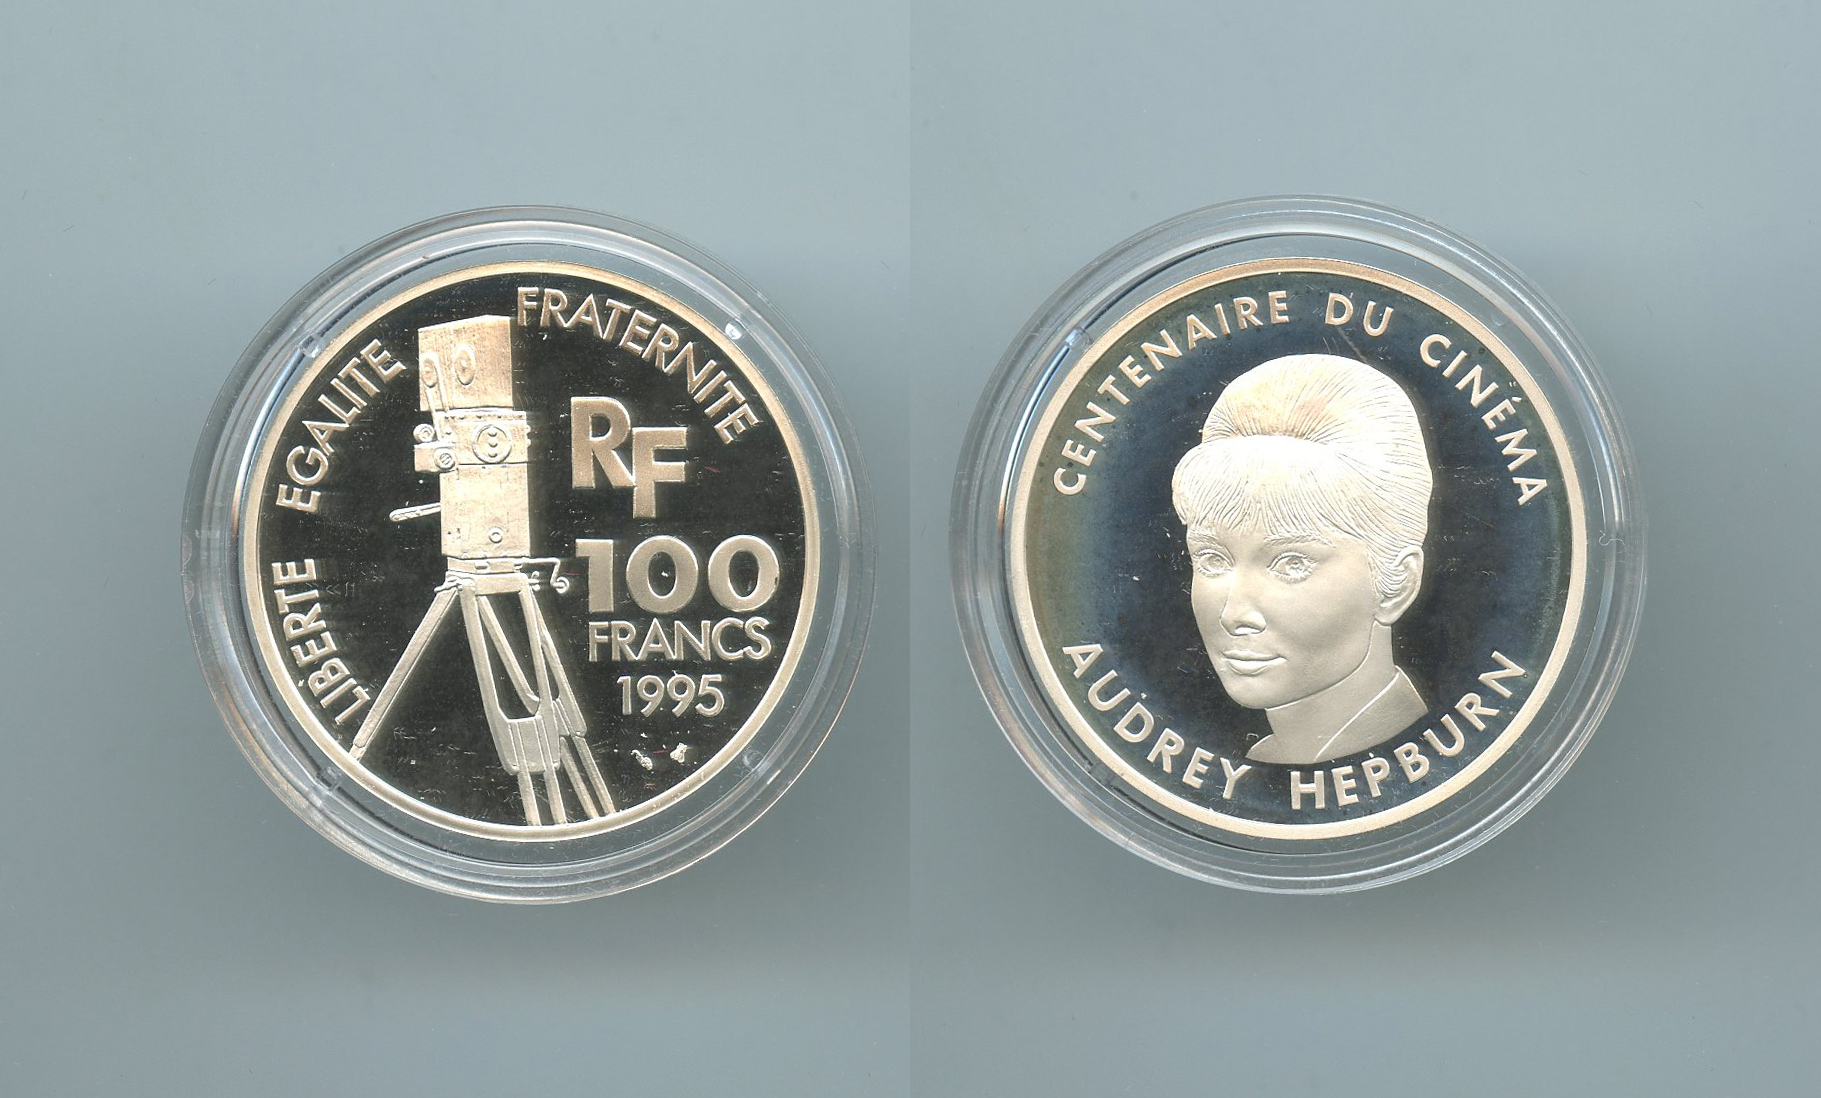 LIBERTE EGALITE FRATERNITE
RF
100
FRANCS
1995
CENTENAIRE DU CINÉMA
AUDREY HEPBURN